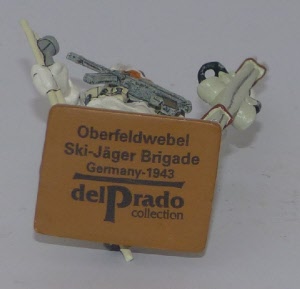 Oberfeldwebel
Ski-Jäger Brigade
Germany-1943
delPrado
collection